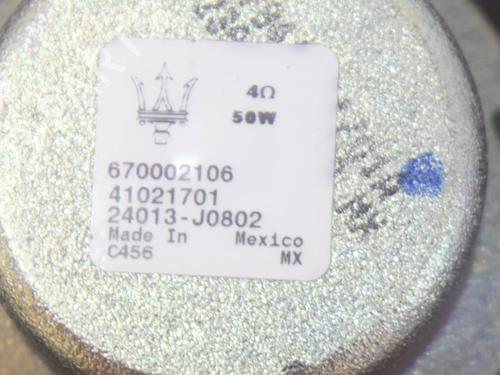 4Ω
50W
670002106
41021701
24013-J0802
Made In Mexico
C456 MX